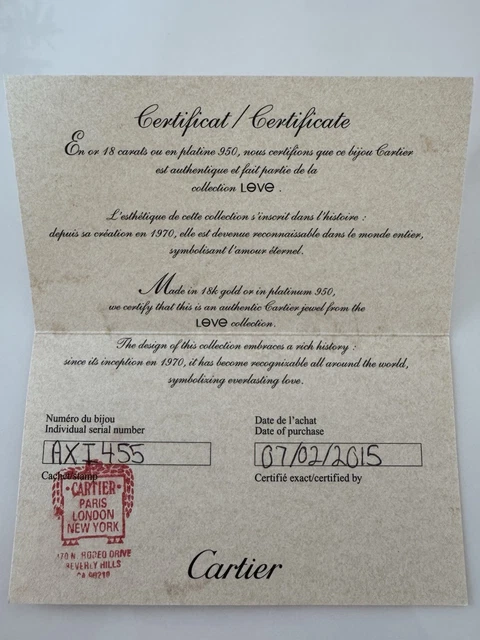 Certificat / Certificate
En or 18 carats ou en platine 950, nous certifions que ce bijou Cartier
est authentique et fait partie de la
collection LOVE .
L'esthétique de cette collection s'inscrit dans l'histoire :
depuis sa création en 1970, elle est devenue reconnaissable dans le monde entier,
symbolisant l'amour éternel.
Made in 18k gold or in platinum 950,
we certify that this is an authentic Cartier jewel from the
LOVE collection.
The design of this collection embraces a rich history :
since its inception en 1970, it has become recognizable all around the world,
symbolizing everlasting love.
Numéro du bijou
Individual serial number
AXI455
Cachet/stamp
CARTIER
PARIS
LONDON
NEW YORK
370 N. RODEO DRIVE
BEVERLY HILLS
CA 90210
Date de l'achat
Date of purchase
07/02/2015
Certifié exact/certified by
Cartier